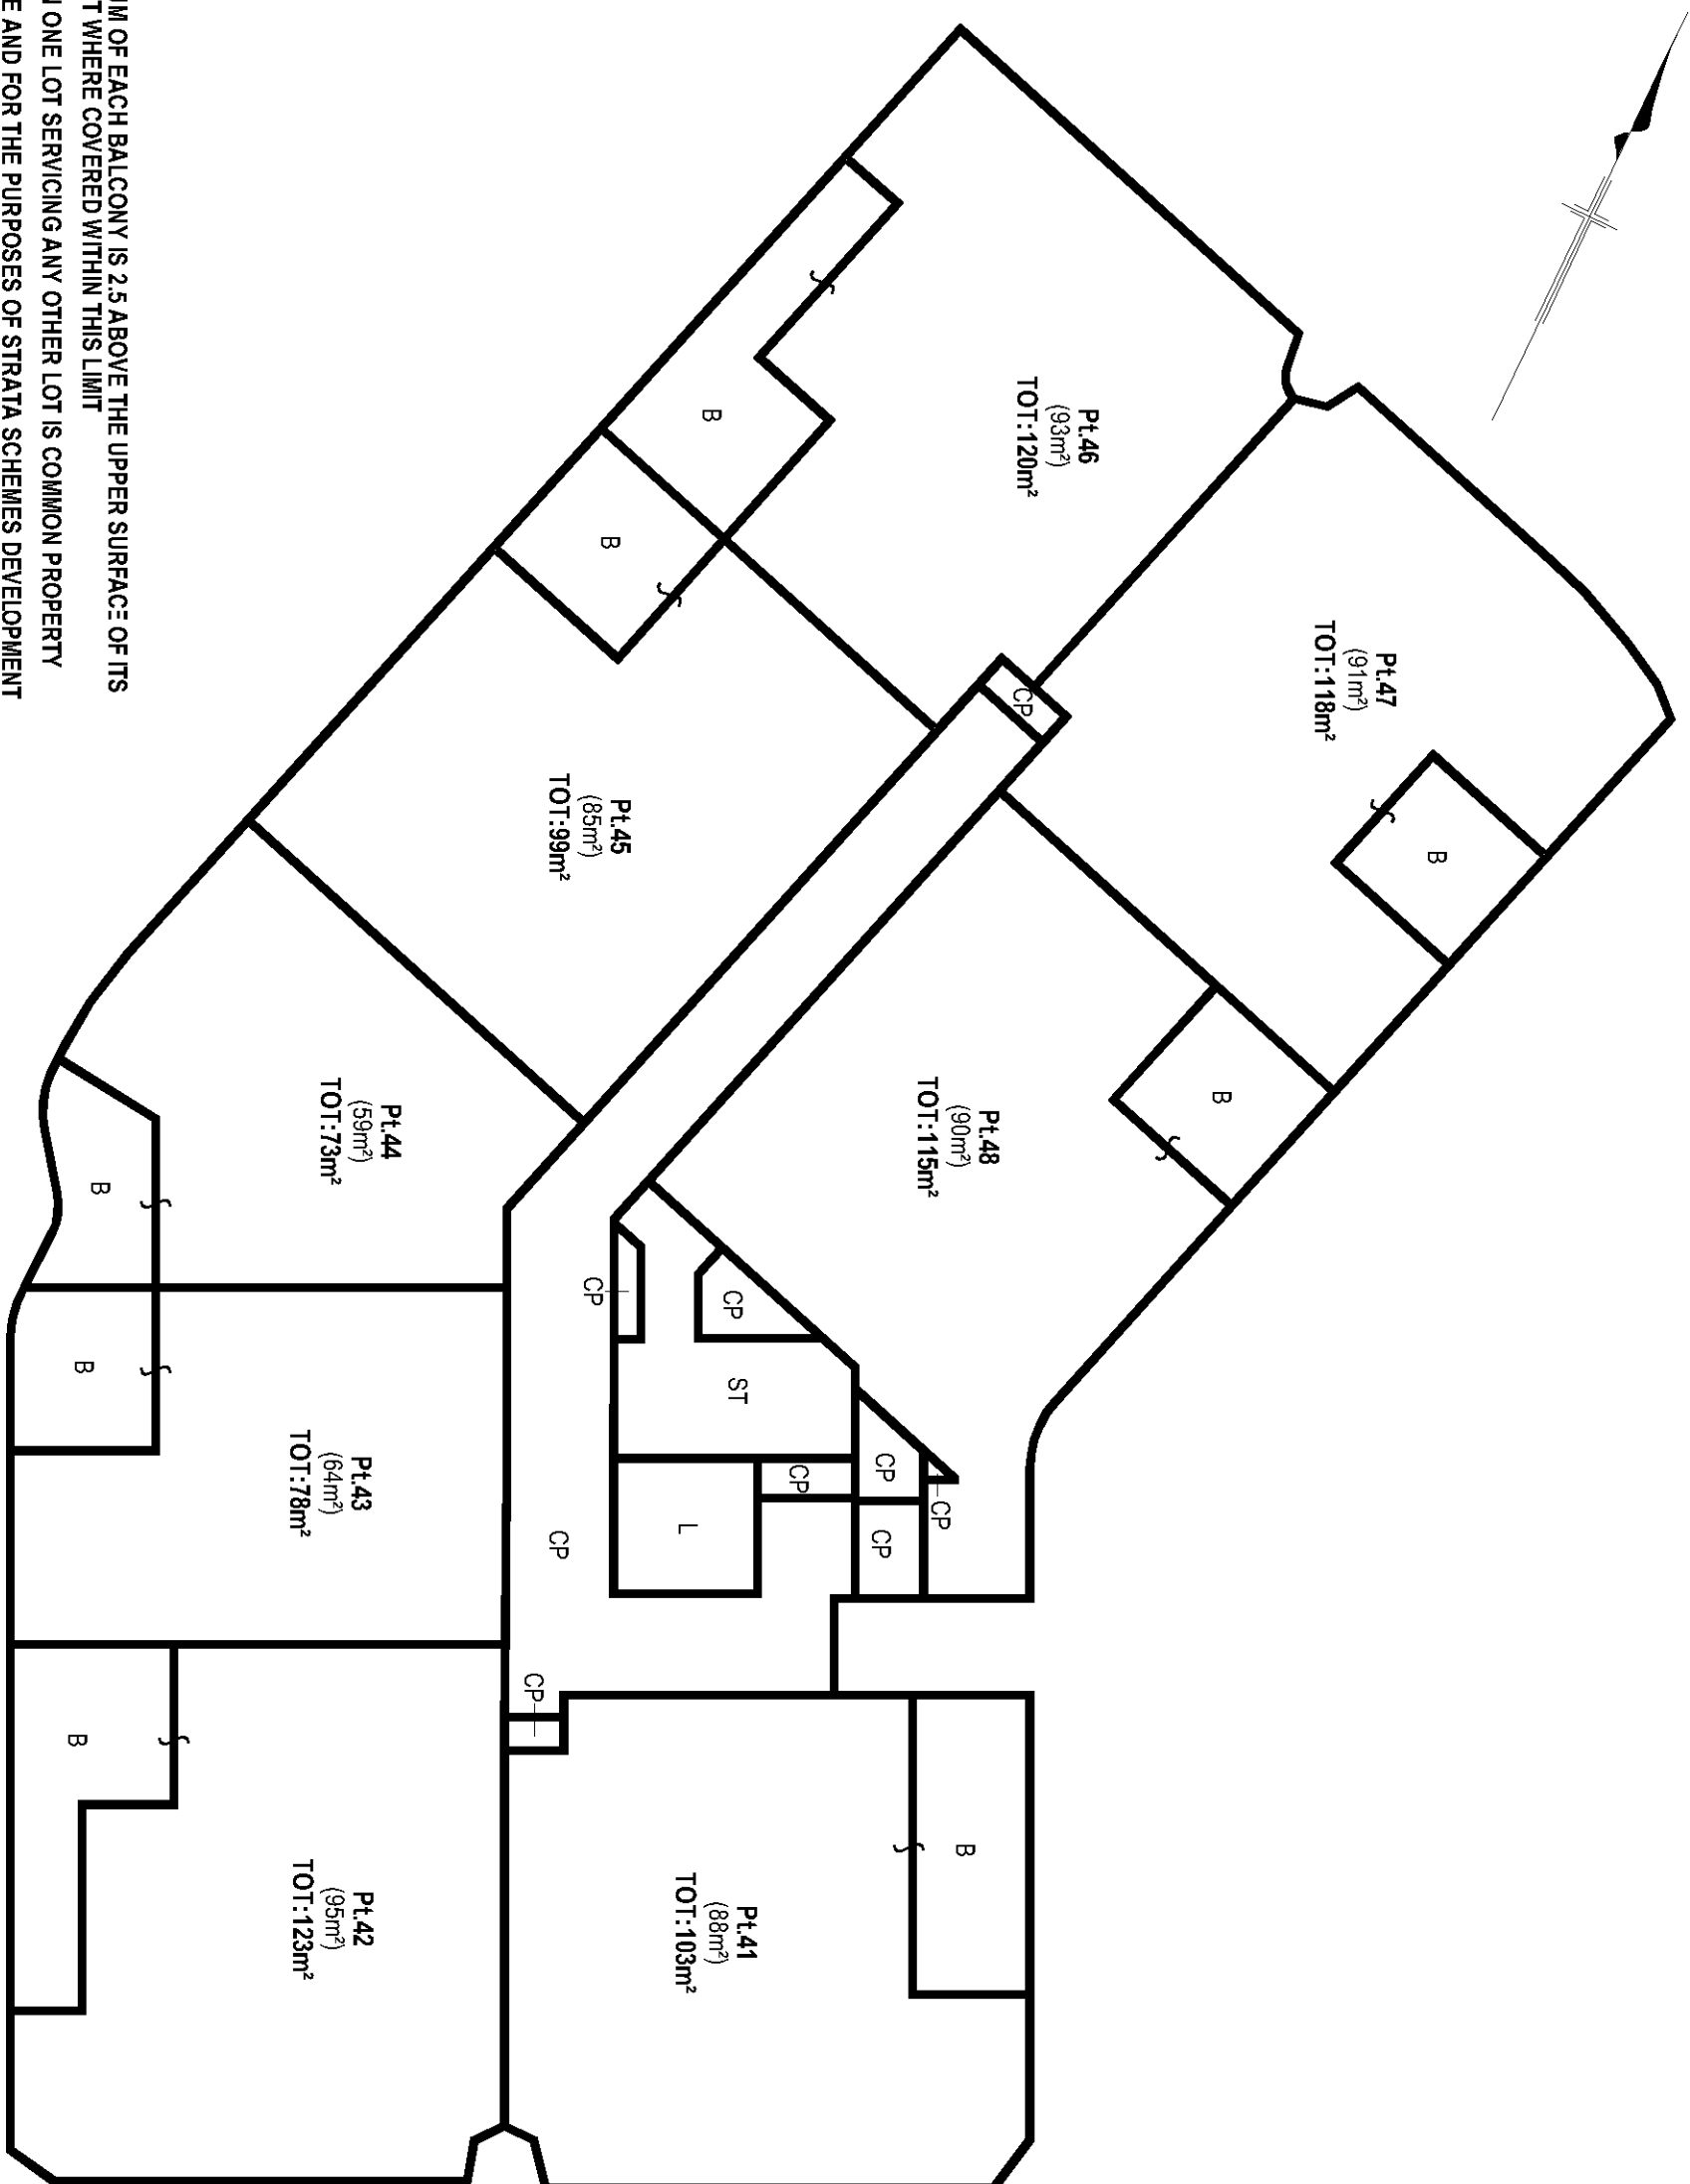 Pt.46
(93m²)
TOT:120m²
Pt.47
(91m²)
TOT:118m²
B
B
CP
B
Pt.45
(85m²)
TOT:99m²
B
Pt.48
(90m²)
TOT:115m²
Pt.44
(59m²)
TOT:73m²
B
CP
CP
ST
B
Pt.43
(64m²)
TOT:78m²
CP
CP
CP
CP
L
CP
CP
B
B
Pt.42
(95m²)
TOT:123m²
Pt.41
(88m²)
TOT:103m²
UM OF EACH BALCONY IS 2.5 ABOVE THE UPPER SURFACE OF ITS
T WHERE COVERED WITHIN THIS LIMIT
N ONE LOT SERVICING ANY OTHER LOT IS COMMON PROPERTY
E AND FOR THE PURPOSES OF STRATA SCHEMES DEVELOPMENT